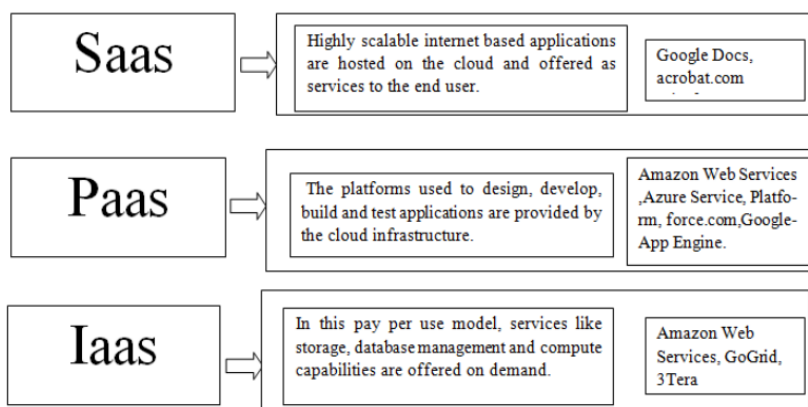 Saas
Highly scalable internet based applications
are hosted on the cloud and offered as
services to the end user.
Google Docs,
acrobat.com
Paas
The platforms used to design, develop,
build and test applications are provided by
the cloud infrastructure.
Amazon Web Services
,Azure Service, Platfo-
rm, force.com,Google-
App Engine.
Iaas
In this pay per use model, services like
storage, database management and compute
capabilities are offered on demand.
Amazon Web
Services, GoGrid,
3Tera